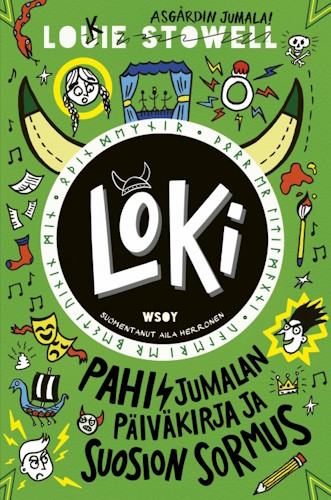 ASGÅRDIN JUMALA!
LOUIE STOWELL
K
LOKi
WSOY
SUOMENTANUT AILA HERRONEN
PAHIS JUMALAN
PÄIVÄKIRJA JA
SUOSION SORMUS